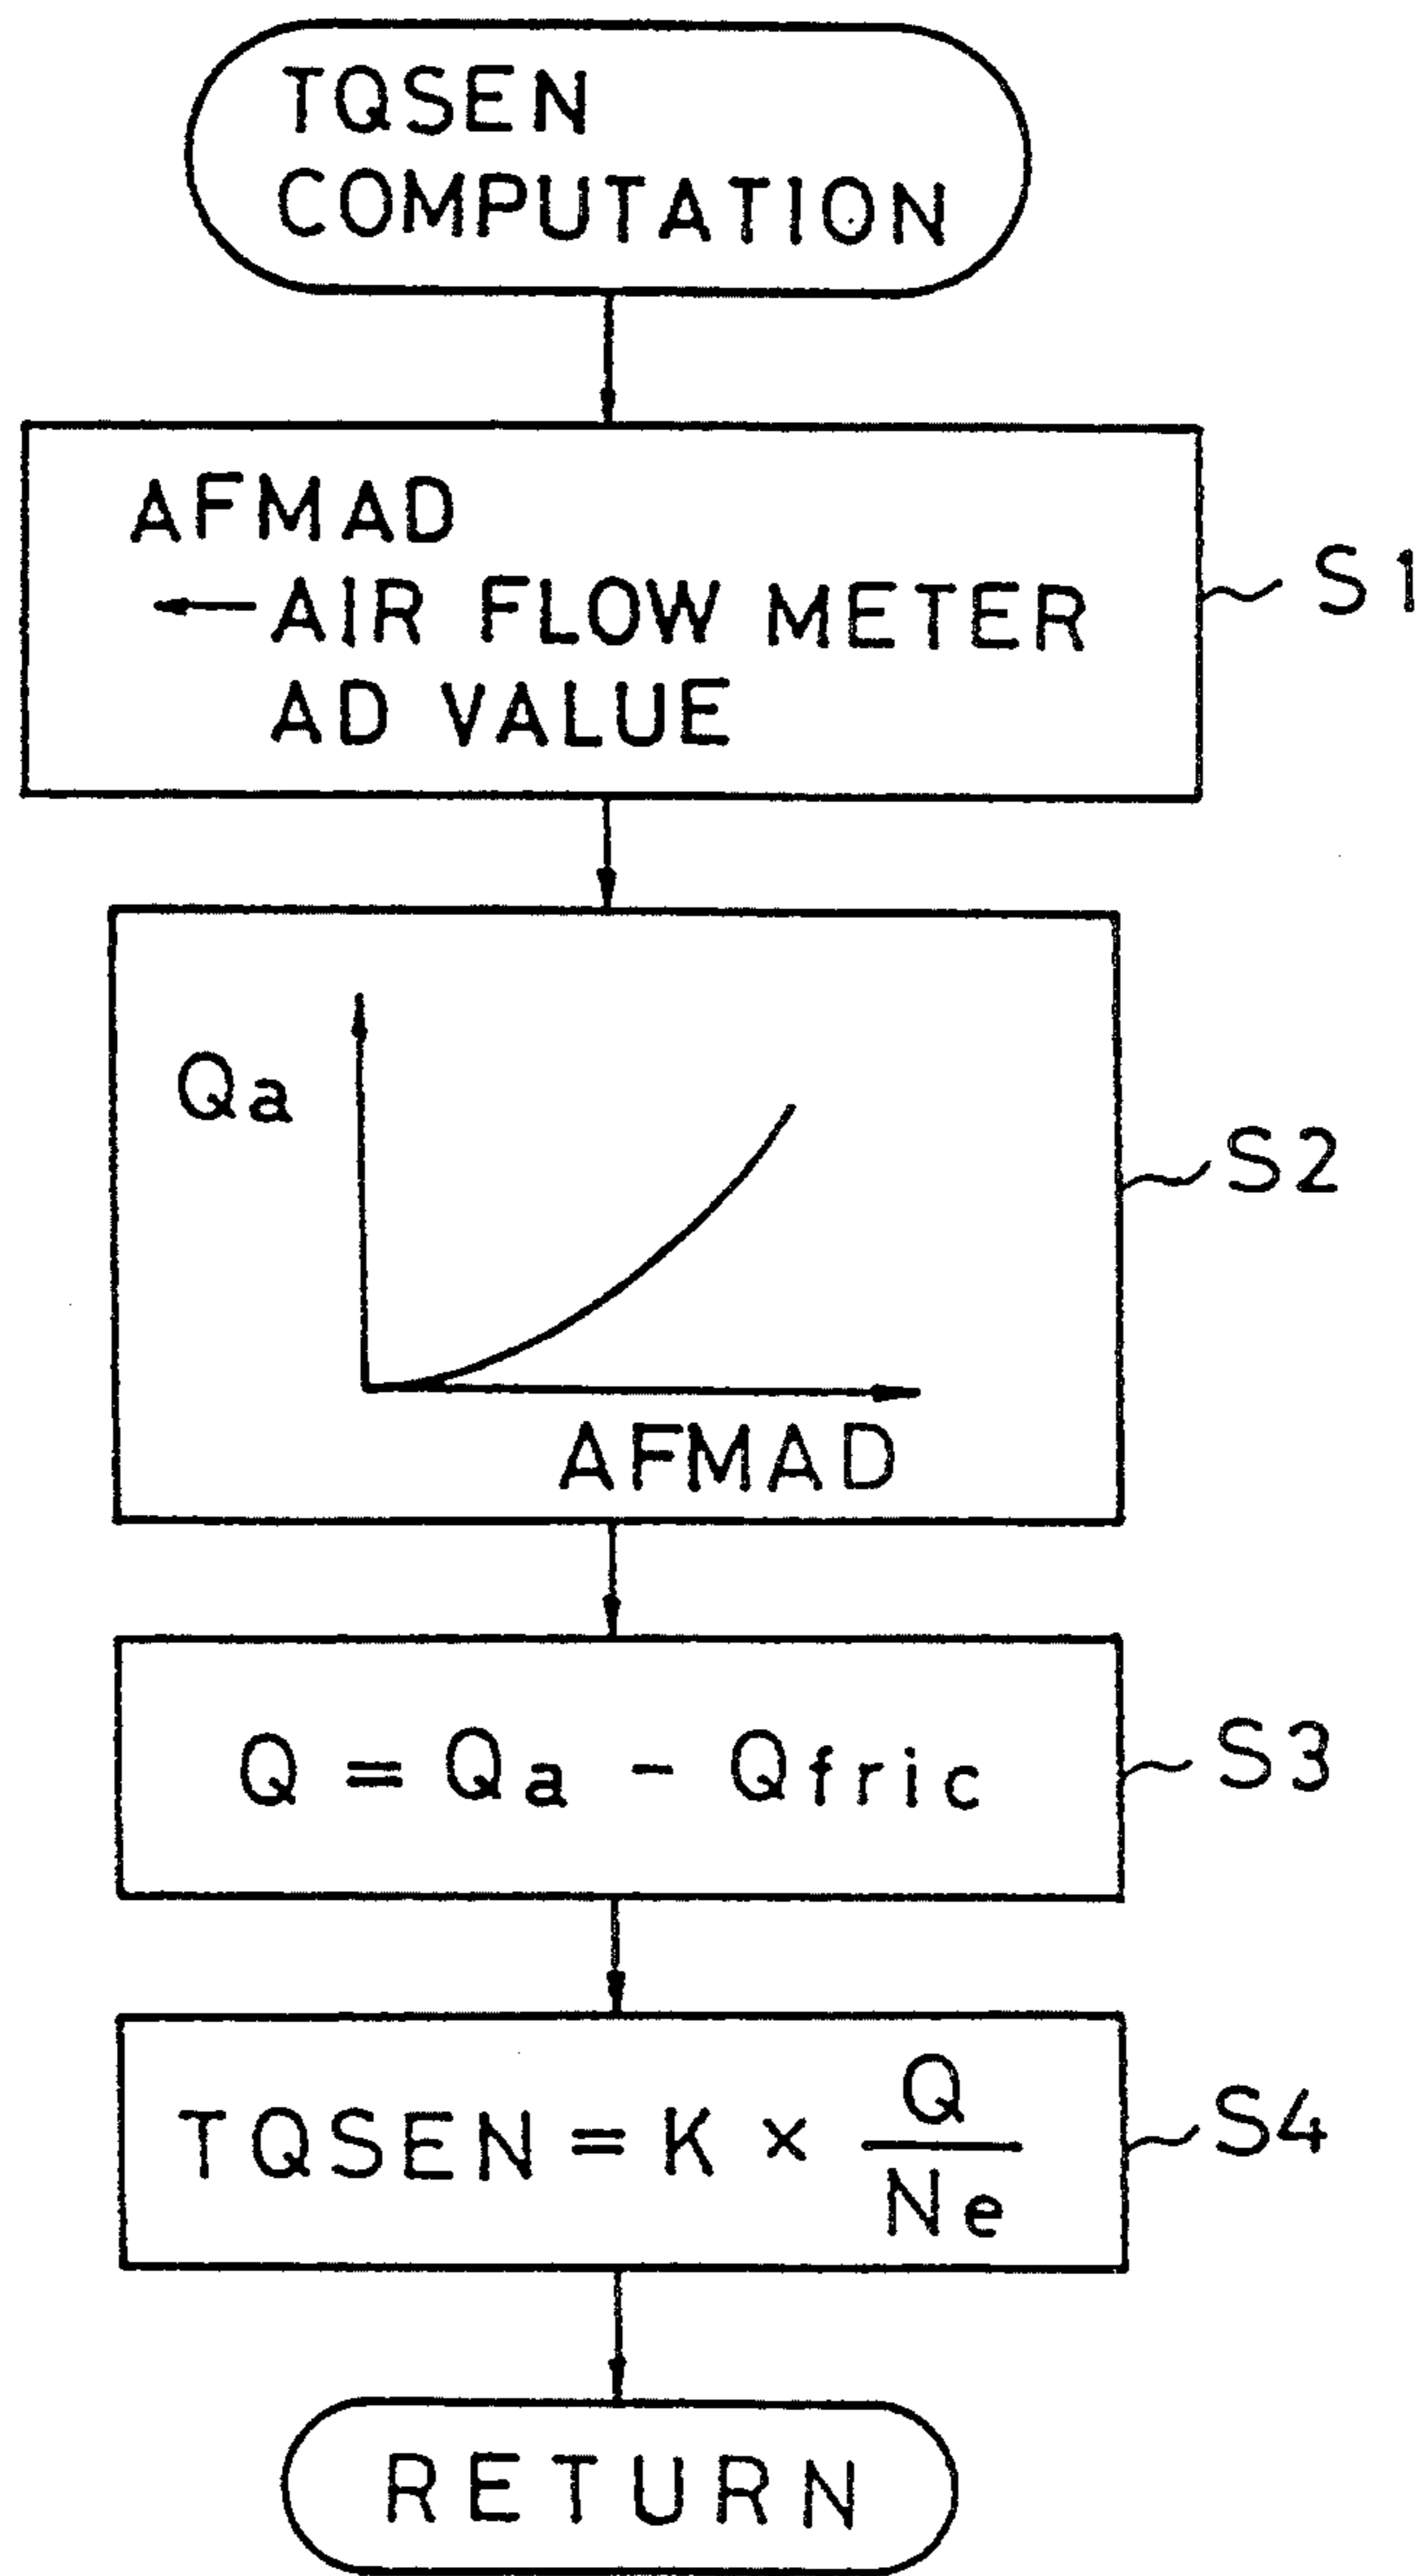 TQSEN
COMPUTATION
AFMAD
← AIR FLOW METER
AD VALUE
S1
Qa
AFMAD
S2
Q = Qa - Qfric
S3
TQSEN = K × Q/Ne
S4
RETURN